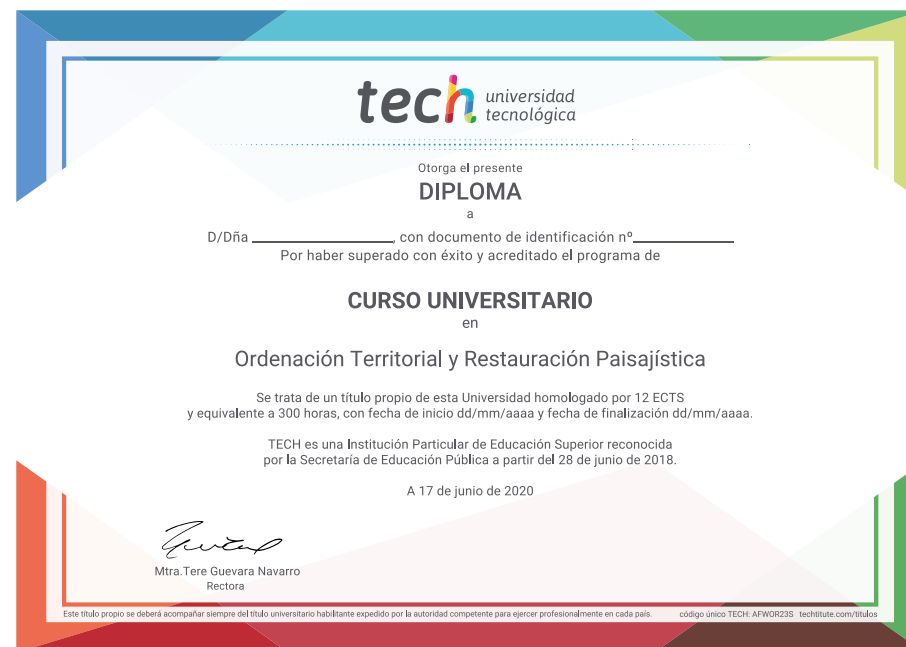 tech universidad
tecnológica
Otorga el presente
DIPLOMA
a
D/Dña ____________________, con documento de identificación nº______________
Por haber superado con éxito y acreditado el programa de
CURSO UNIVERSITARIO
en
Ordenación Territorial y Restauración Paisajística
Se trata de un título propio de esta Universidad homologado por 12 ECTS
y equivalente a 300 horas, con fecha de inicio dd/mm/aaaa y fecha de finalización dd/mm/aaaa.
TECH es una Institución Particular de Educación Superior reconocida
por la Secretaría de Educación Pública a partir del 28 de junio de 2018.
A 17 de junio de 2020
Mtra.Tere Guevara Navarro
Rectora
Este título propio se deberá acompañar siempre del título universitario habilitante expedido por la autoridad competente para ejercer profesionalmente en cada país. código único TECH: AFWOR23S techtitute.com/titulos